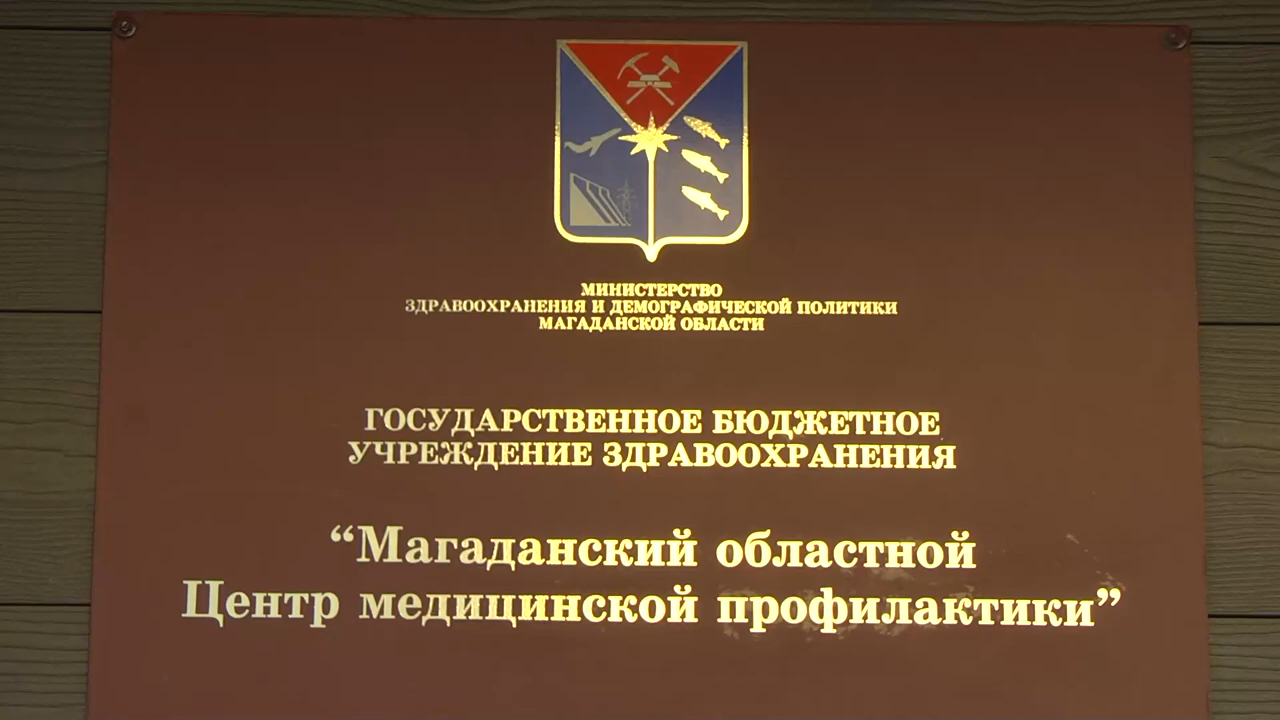 МИНИСТЕРСТВО
ЗДРАВООХРАНЕНИЯ И ДЕМОГРАФИЧЕСКОЙ ПОЛИТИКИ
МАГАДАНСКОЙ ОБЛАСТИ
ГОСУДАРСТВЕННОЕ БЮДЖЕТНОЕ
УЧРЕЖДЕНИЕ ЗДРАВООХРАНЕНИЯ
“Магаданский областной
Центр медицинской профилактики”